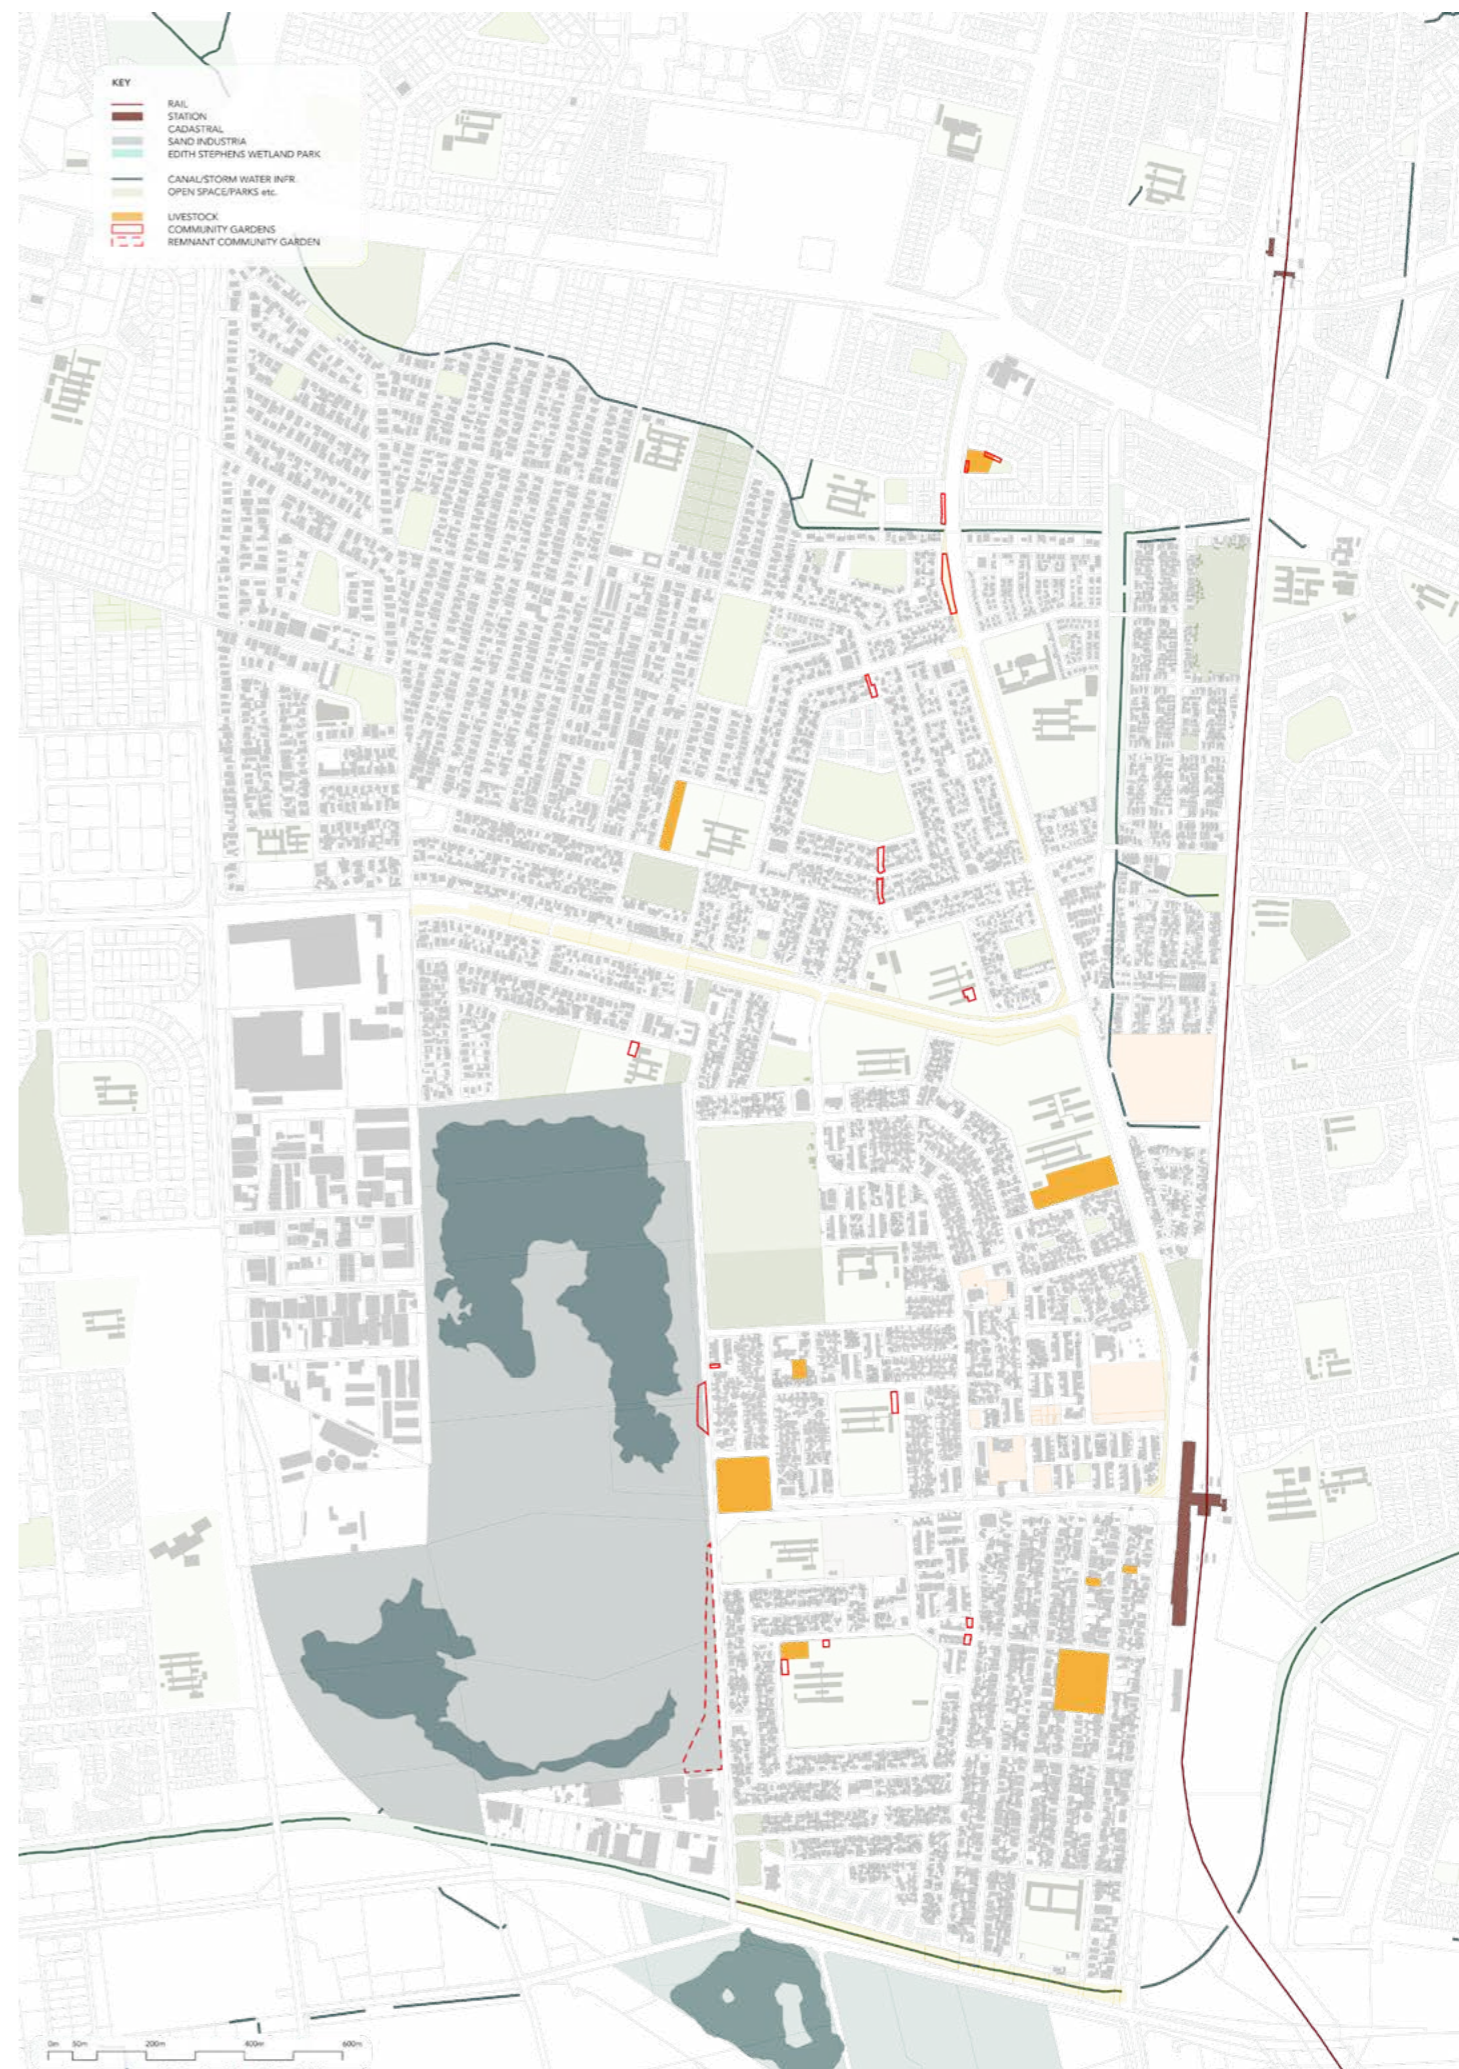 KEY
RAIL
STATION
CADASTRAL
SAND INDUSTRIA
EDITH STEPHENS WETLAND PARK
CANAL/STORM WATER INFR.
OPEN SPACE/PARKS etc.
LIVESTOCK
COMMUNITY GARDENS
REMNANT COMMUNITY GARDEN
0m 50m 200m 400m 600m